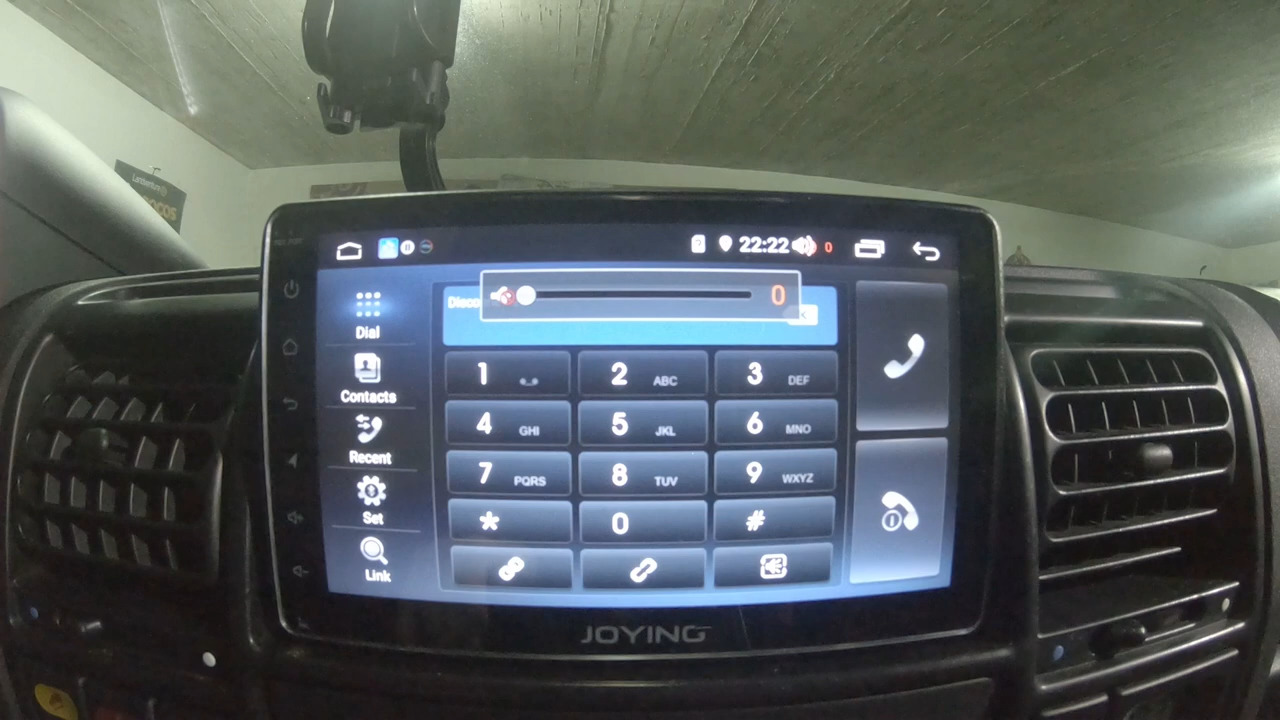 Lamborghini
22:22 0
0
Disco
Dial
Contacts
Recent
Set
Link
1
2 ABC
3 DEF
4 GHI
5 JKL
6 MNO
7 PQRS
8 TUV
9 WXYZ
*
0
#
JOYING